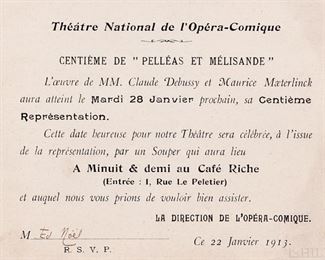 Théâtre National de l'Opéra-Comique
CENTIÈME DE "PELLÉAS ET MÉLISANDE"
L'œuvre de MM. Claude Debussy et Maurice Mæterlinck
aura atteint le Mardi 28 Janvier prochain, sa Centième
Représentation.
Cette date heureuse pour notre Théâtre sera célébrée, à l'issue
de la représentation, par un Souper qui aura lieu
A Minuit & demi au Café Riche
(Entrée : 1, Rue Le Peletier)
et auquel nous vous prions de vouloir bien assister.
LA DIRECTION DE L'OPÉRA-COMIQUE.
M Ed Noël
Ce 22 Janvier 1913.
R. S. V. P.